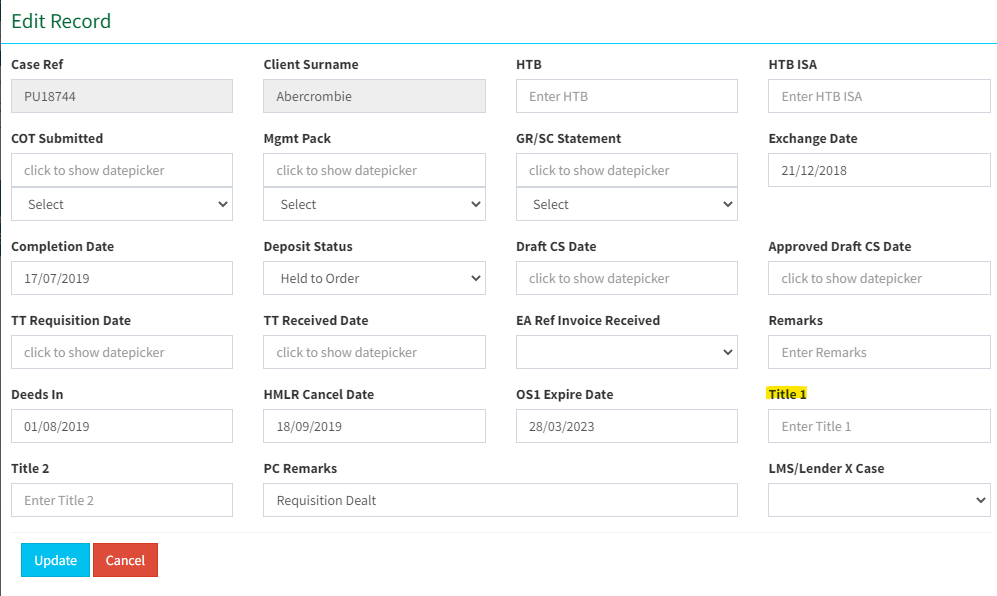 Edit Record
Case Ref Client Surname HTB HTB ISA
PU18744 Abercrombie Enter HTB Enter HTB ISA
COT Submitted Mgmt Pack GR/SC Statement Exchange Date
click to show datepicker click to show datepicker click to show datepicker 21/12/2018
Select Select Select
Completion Date Deposit Status Draft CS Date Approved Draft CS Date
17/07/2019 Held to Order click to show datepicker click to show datepicker
TT Requisition Date TT Received Date EA Ref Invoice Received Remarks
click to show datepicker click to show datepicker Enter Remarks
Deeds In HMLR Cancel Date OS1 Expire Date Title 1
01/08/2019 18/09/2019 28/03/2023 Enter Title 1
Title 2 PC Remarks LMS/Lender X Case
Enter Title 2 Requisition Dealt
Update Cancel